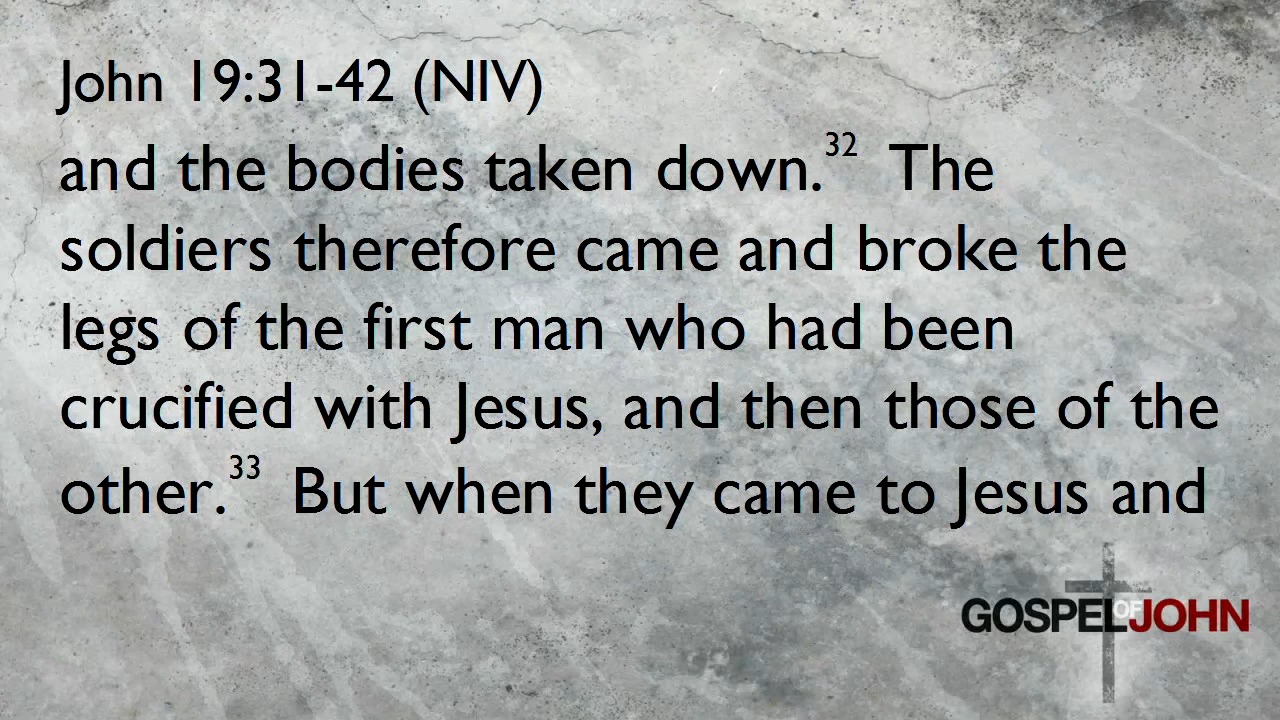 John 19:31-42 (NIV)
and the bodies taken down.32 The
soldiers therefore came and broke the
legs of the first man who had been
crucified with Jesus, and then those of the
other.33 But when they came to Jesus and
GOSPEL OF JOHN